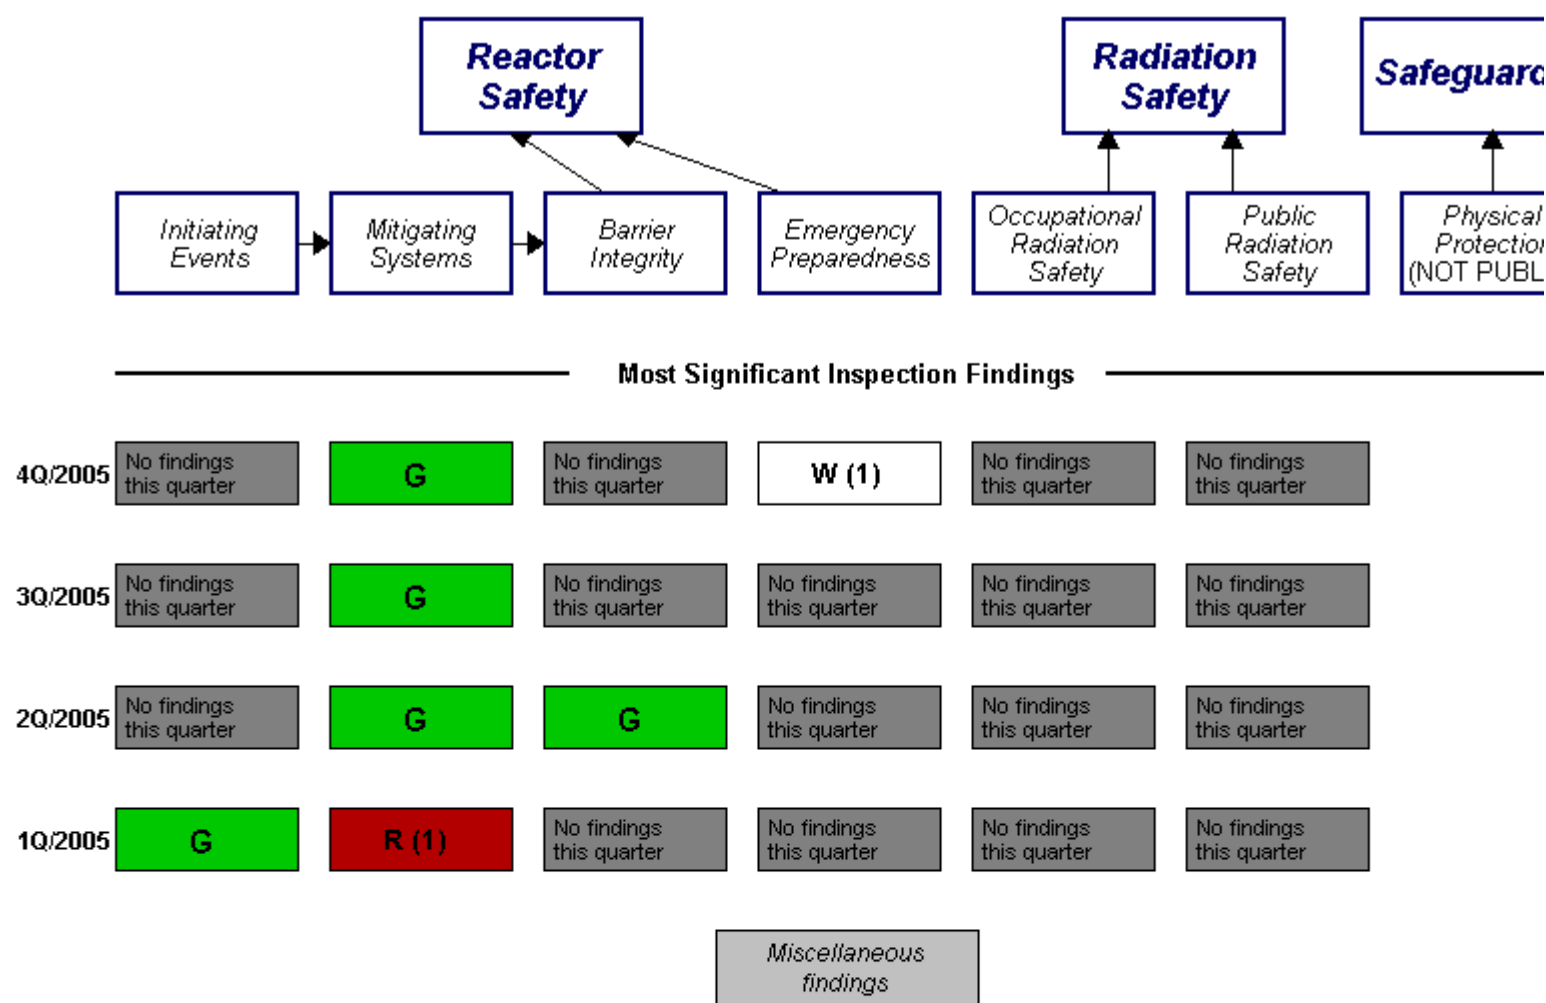 Reactor
Safety
Radiation
Safety
Safeguard
Initiating
Events
Mitigating
Systems
Barrier
Integrity
Emergency
Preparedness
Occupational
Radiation
Safety
Public
Radiation
Safety
Physical
Protection
(NOT PUBL
Most Significant Inspection Findings
4Q/2005
No findings
this quarter
G
No findings
this quarter
W (1)
No findings
this quarter
No findings
this quarter
3Q/2005
No findings
this quarter
G
No findings
this quarter
No findings
this quarter
No findings
this quarter
No findings
this quarter
2Q/2005
No findings
this quarter
G
G
No findings
this quarter
No findings
this quarter
No findings
this quarter
1Q/2005
G
R (1)
No findings
this quarter
No findings
this quarter
No findings
this quarter
No findings
this quarter
Miscellaneous
findings